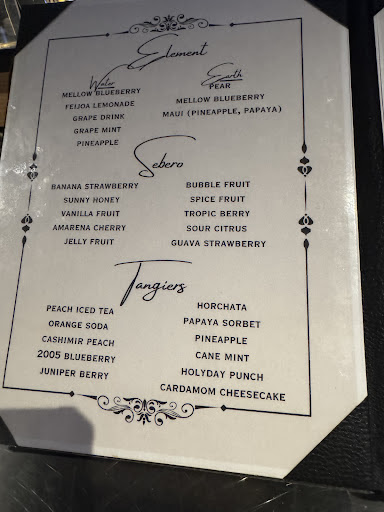 Element
Water
MELLOW BLUEBERRY
FEIJOA LEMONADE
GRAPE DRINK
GRAPE MINT
PINEAPPLE
Earth
PEAR
MELLOW BLUEBERRY
MAUI (PINEAPPLE, PAPAYA)
Sebero
BANANA STRAWBERRY
SUNNY HONEY
VANILLA FRUIT
AMARENA CHERRY
JELLY FRUIT
BUBBLE FRUIT
SPICE FRUIT
TROPIC BERRY
SOUR CITRUS
GUAVA STRAWBERRY
Tangiers
PEACH ICED TEA
ORANGE SODA
CASHIMIR PEACH
2005 BLUEBERRY
JUNIPER BERRY
HORCHATA
PAPAYA SORBET
PINEAPPLE
CANE MINT
HOLYDAY PUNCH
CARDAMOM CHEESECAKE